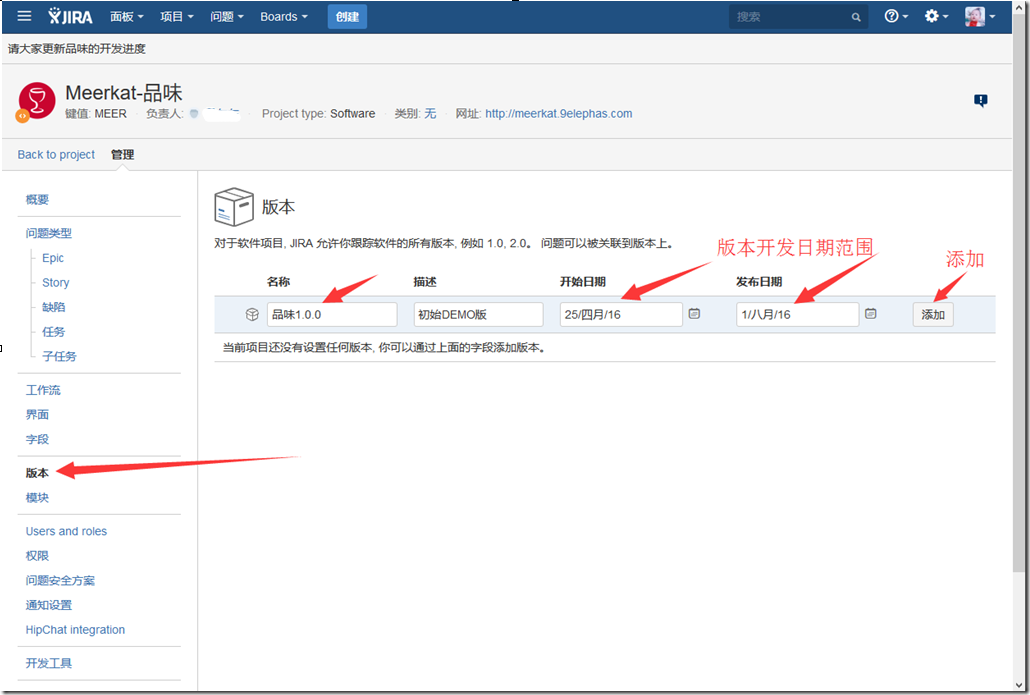 JIRA 面板 项目 问题 Boards 创建 搜索
请大家更新品味的开发进度
Meerkat-品味
键值: MEER 负责人: Project type: Software 类别: 无 网址: http://meerkat.9elephas.com
Back to project 管理
概要
问题类型
Epic
Story
缺陷
任务
子任务
工作流
界面
字段
版本
模块
Users and roles
权限
问题安全方案
通知设置
HipChat integration
开发工具
版本
对于软件项目, JIRA 允许你跟踪软件的所有版本, 例如 1.0, 2.0。 问题可以被关联到版本上。
版本开发日期范围
添加
名称 描述 开始日期 发布日期
品味1.0.0 初始DEMO版 25/四月/16 1/八月/16 添加
当前项目还没有设置任何版本, 你可以通过上面的字段添加版本。